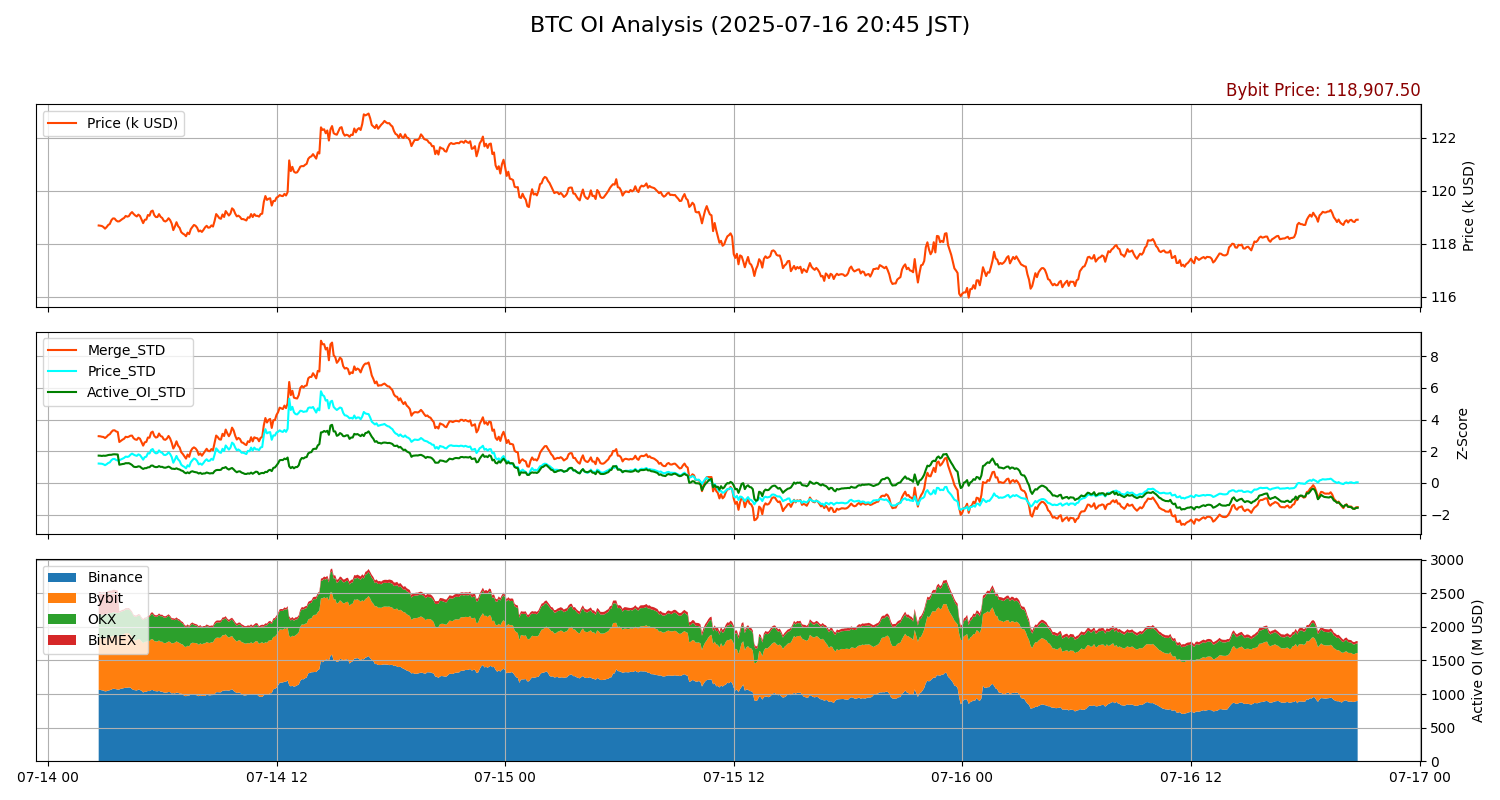 BTC OI Analysis (2025-07-16 20:45 JST)
Bybit Price: 118,907.50
Price (k USD)
122
120
118
116
Price (k USD)
Merge_STD
Price_STD
Active_OI_STD
8
6
4
2
0
−2
Z-Score
Binance
Bybit
OKX
BitMEX
3000
2500
2000
1500
1000
500
0
Active OI (M USD)
07-14 00
07-14 12
07-15 00
07-15 12
07-16 00
07-16 12
07-17 00